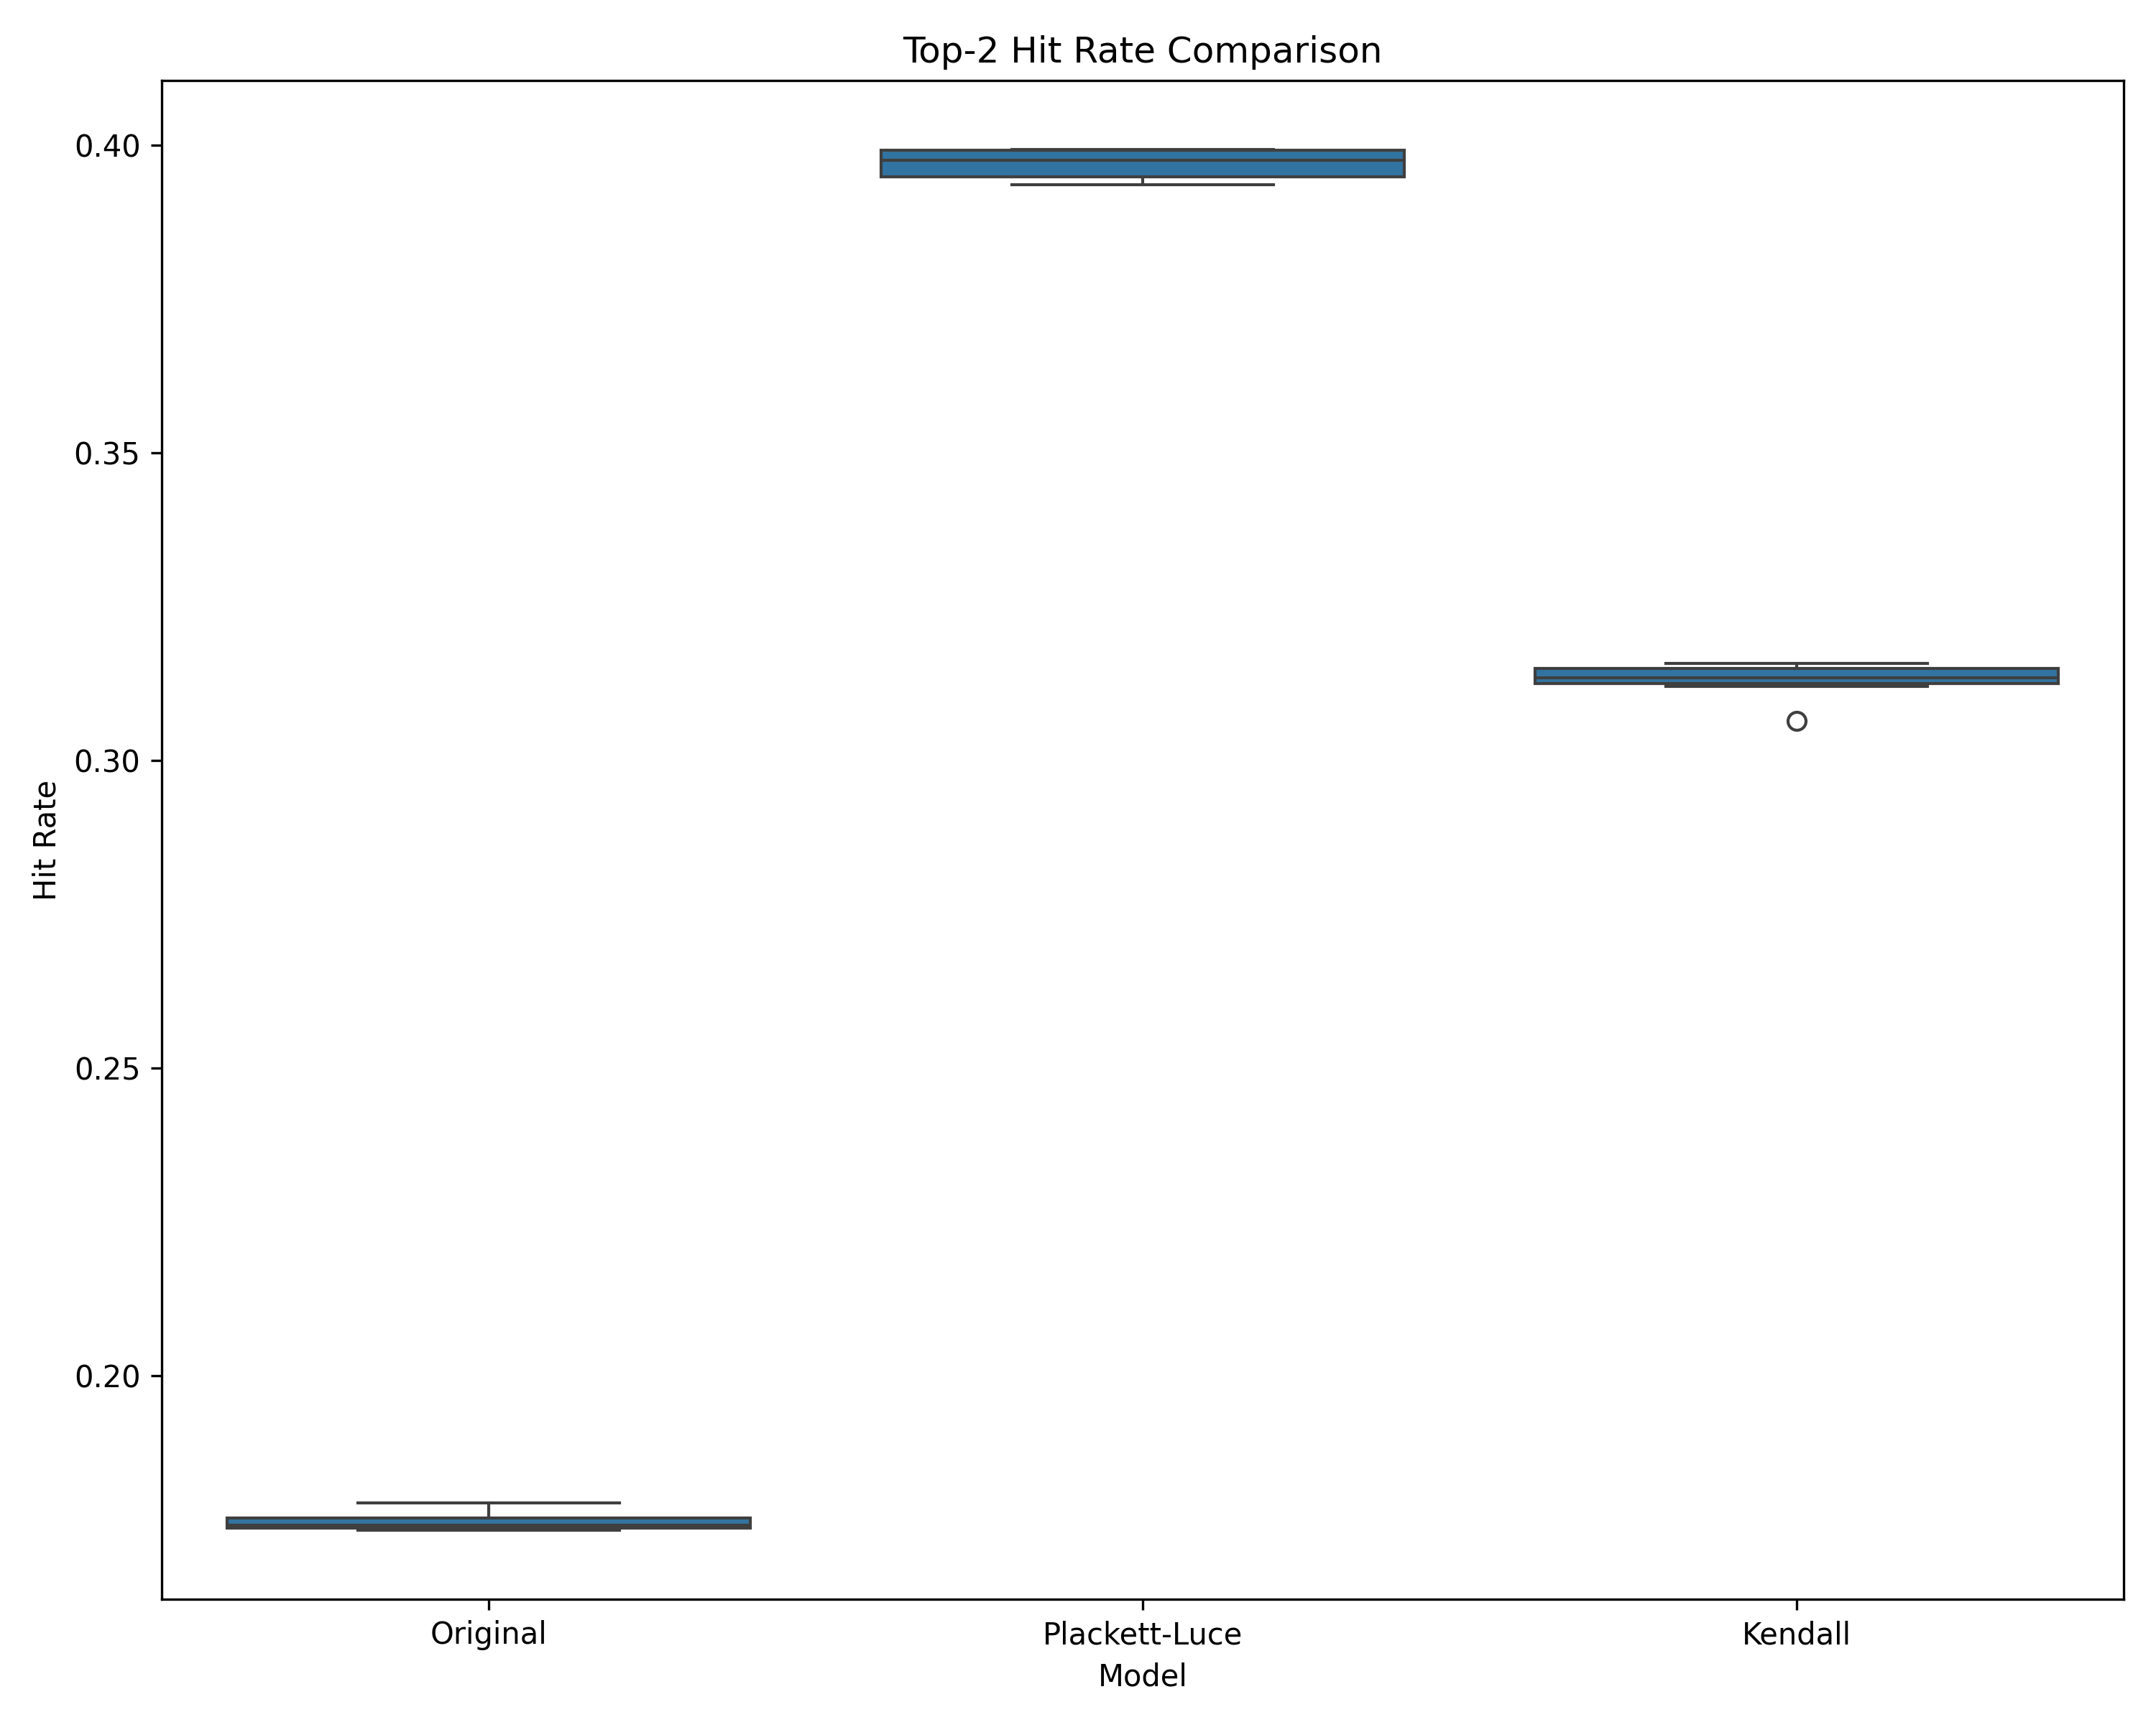 Top-2 Hit Rate Comparison
0.40
0.35
0.30
0.25
0.20
Hit Rate
Original Plackett-Luce Kendall
Model